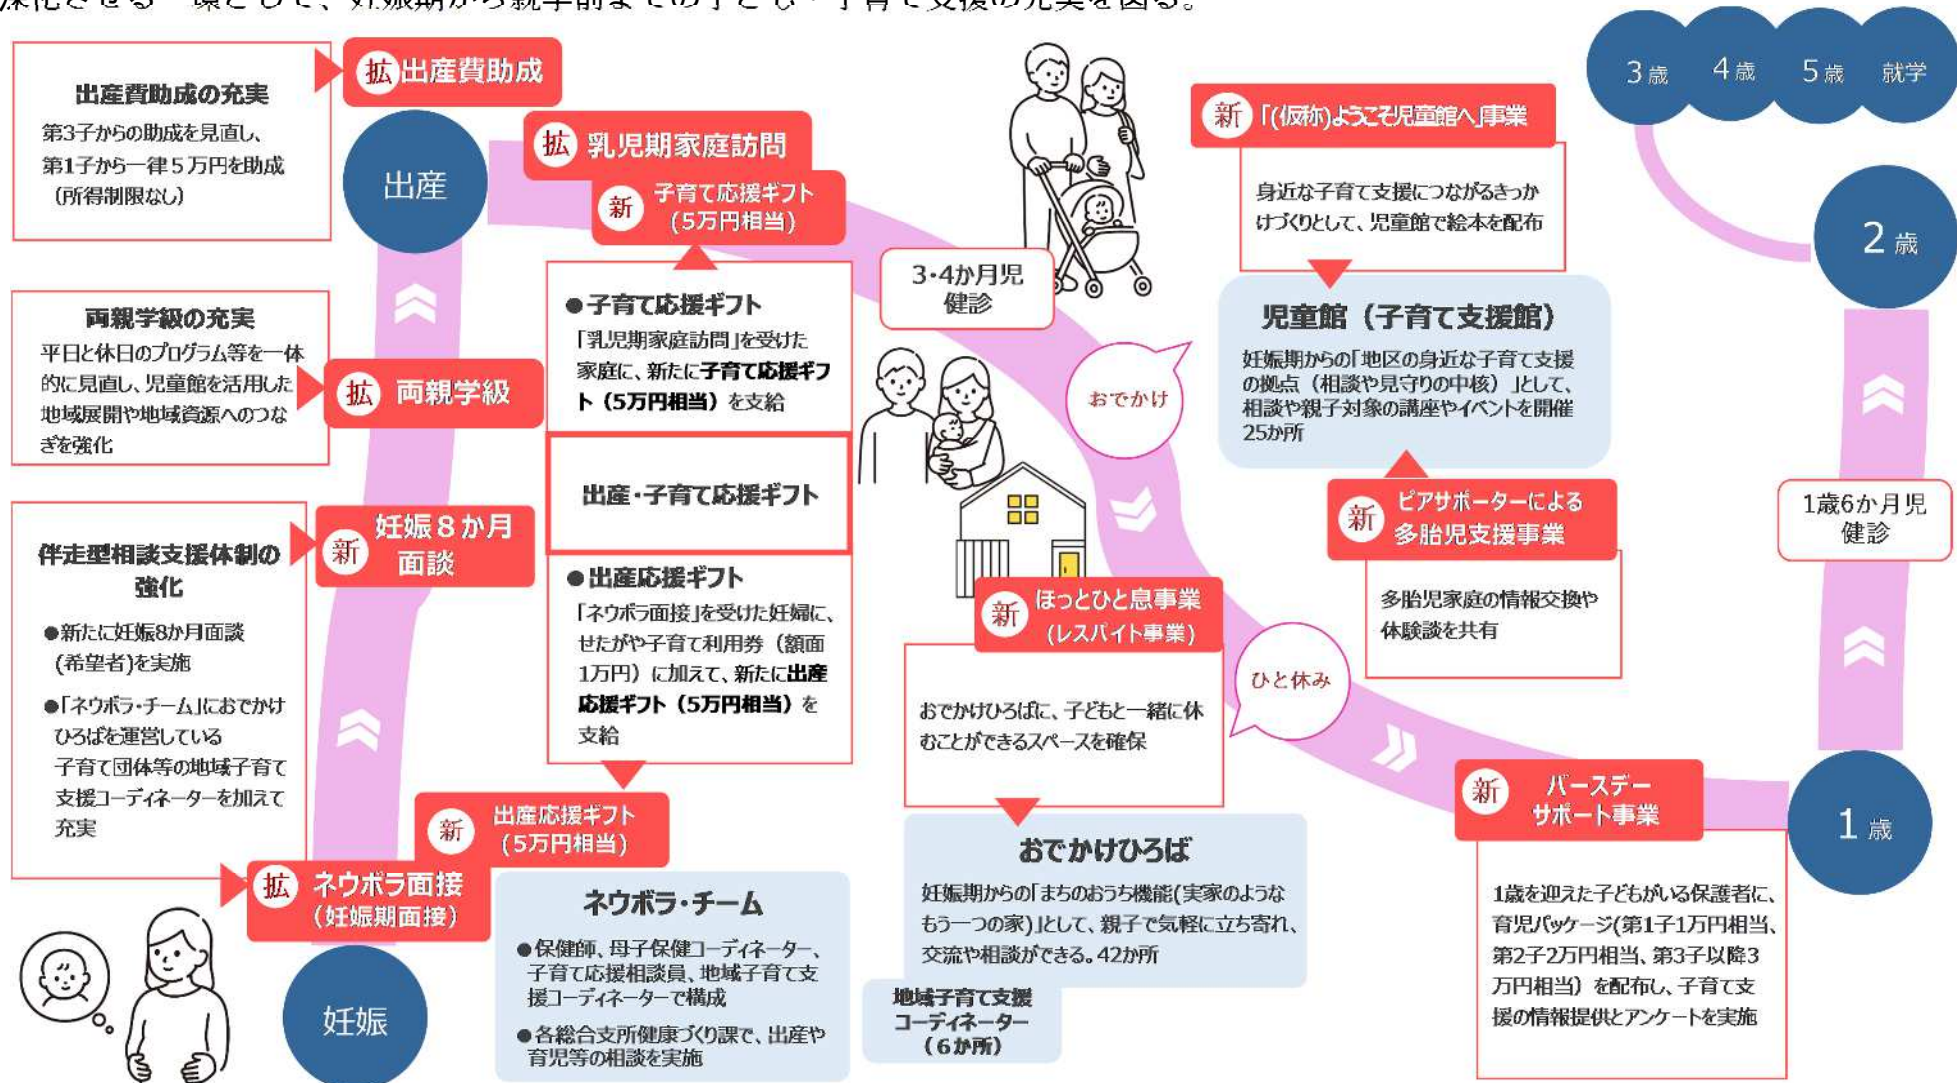 深化させる一環として、妊娠期から就学前までの子ども・子育て支援の充実を図る。
出産費助成の充実
第3子からの助成を見直し、
第1子から一律5万円を助成
(所得制限なし)
拡 出産費助成
出産
拡 乳児期家庭訪問
新 子育て応援ギフト
(5万円相当)
両親学級の充実
平日と休日のプログラム等を一体
的に見直し、児童館を活用した
地域展開や地域資源へのつな
ぎを強化
拡 両親学級
●子育て応援ギフト
「乳児期家庭訪問」を受けた
家庭に、新たに子育て応援ギフ
ト(5万円相当)を支給
出産・子育て応援ギフト
●出産応援ギフト
「ネウボラ面接」を受けた妊婦に、
せたがや子育て利用券(額面
1万円)に加えて、新たに出産
応援ギフト(5万円相当)を
支給
伴走型相談支援体制の
強化
●新たに妊娠8か月面談
(希望者)を実施
●「ネウボラ・チーム」におでかけ
ひろばを運営している
子育て団体等の地域子育て
支援コーディネーターを加えて
充実
新 妊娠8か月
面談
新 出産応援ギフト
(5万円相当)
拡 ネウボラ面接
(妊娠期面接)
妊娠
ネウボラ・チーム
●保健師、母子保健コーディネーター、
子育て応援相談員、地域子育て支
援コーディネーターで構成
●各総合支所健康づくり課で、出産や
育児等の相談を実施
3・4か月児
健診
おでかけ
新 ほっとひと息事業
(レスパイト事業)
おでかけひろばに、子どもと一緒に休
むことができるスペースを確保
おでかけひろば
妊娠期からの「まちのおうち機能(実家のような
もう一つの家)」として、親子で気軽に立ち寄れ、
交流や相談ができる。42か所
地域子育て支援
コーディネーター
(6か所)
ひと休み
新 「(仮称)ようこそ児童館へ」事業
身近な子育て支援につながるきっか
けづくりとして、児童館で絵本を配布
児童館(子育て支援館)
妊娠期からの「地区の身近な子育て支援
の拠点(相談や見守りの中核)」として、
相談や親子対象の講座やイベントを開催
25か所
新 ピアサポーターによる
多胎児支援事業
多胎児家庭の情報交換や
体験談を共有
新 バースデー
サポート事業
1歳を迎えた子どもがいる保護者に、
育児パッケージ(第1子1万円相当、
第2子2万円相当、第3子以降3
万円相当)を配布し、子育て支
援の情報提供とアンケートを実施
1歳
1歳6か月児
健診
2歳
3歳 4歳 5歳 就学